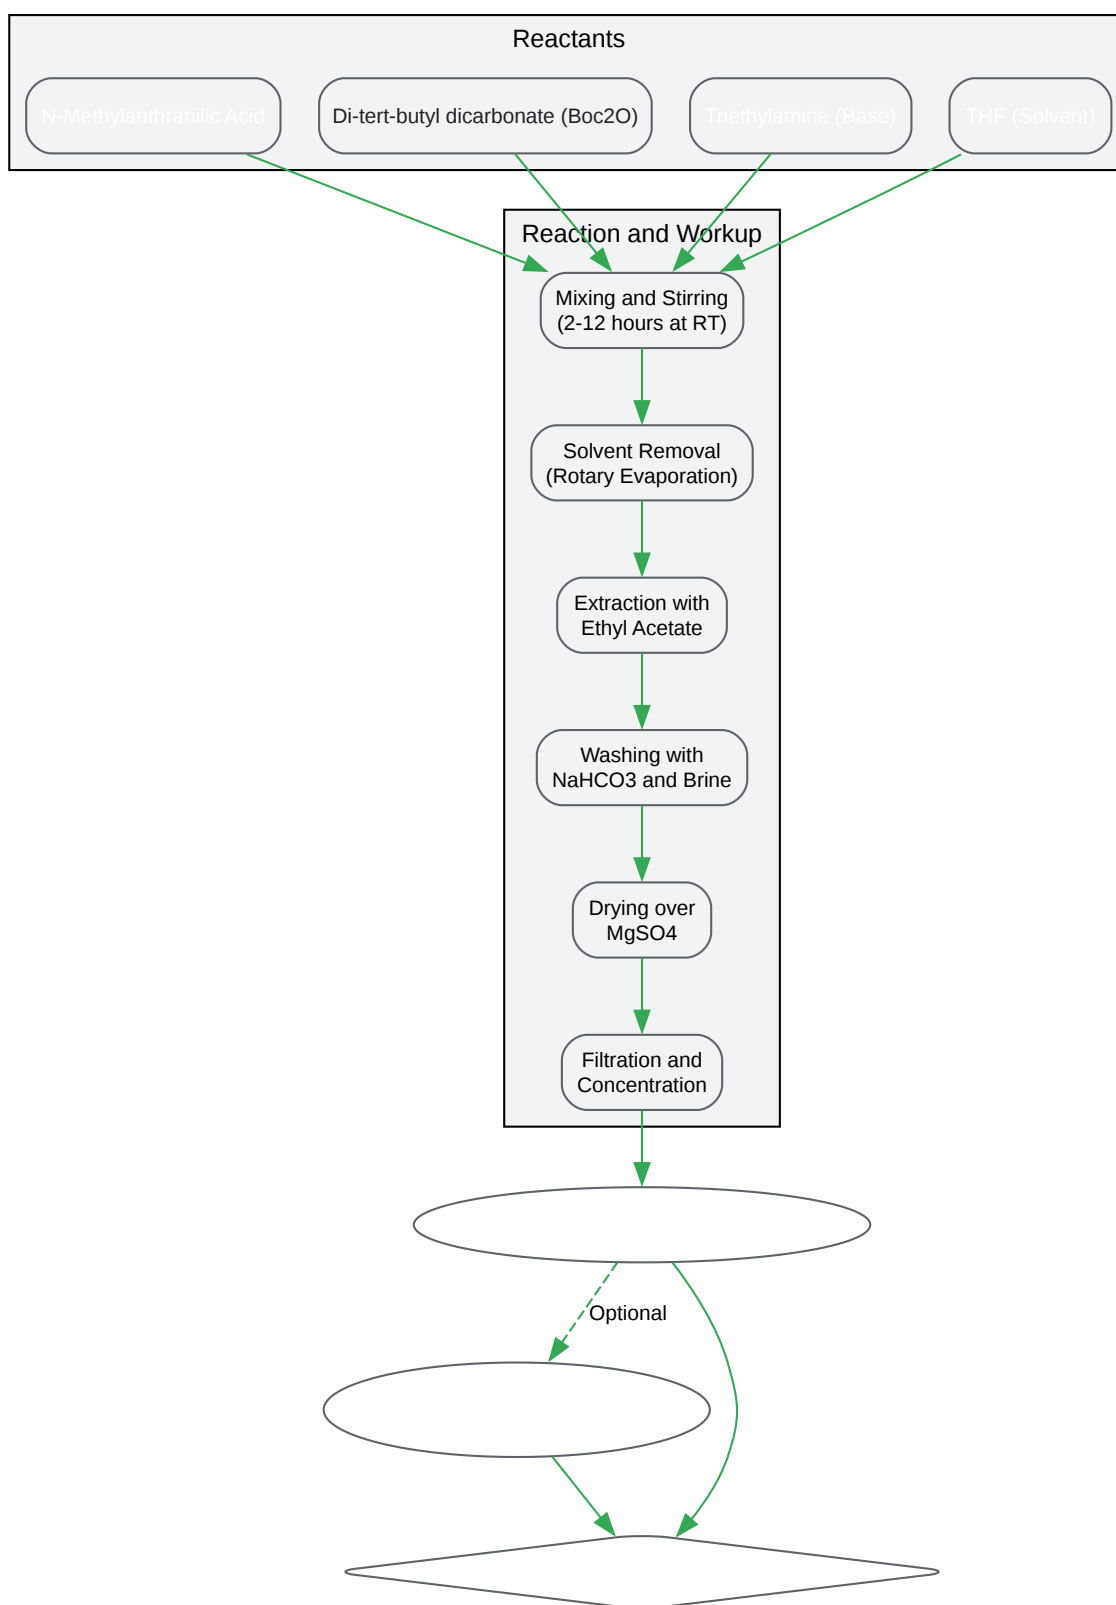 Reactants
N-Methylanthranilic Acid
Di-tert-butyl dicarbonate (Boc2O)
Triethylamine (Base)
THF (Solvent)
Reaction and Workup
Mixing and Stirring
(2-12 hours at RT)
Solvent Removal
(Rotary Evaporation)
Extraction with
Ethyl Acetate
Washing with
NaHCO3 and Brine
Drying over
MgSO4
Filtration and
Concentration
Optional